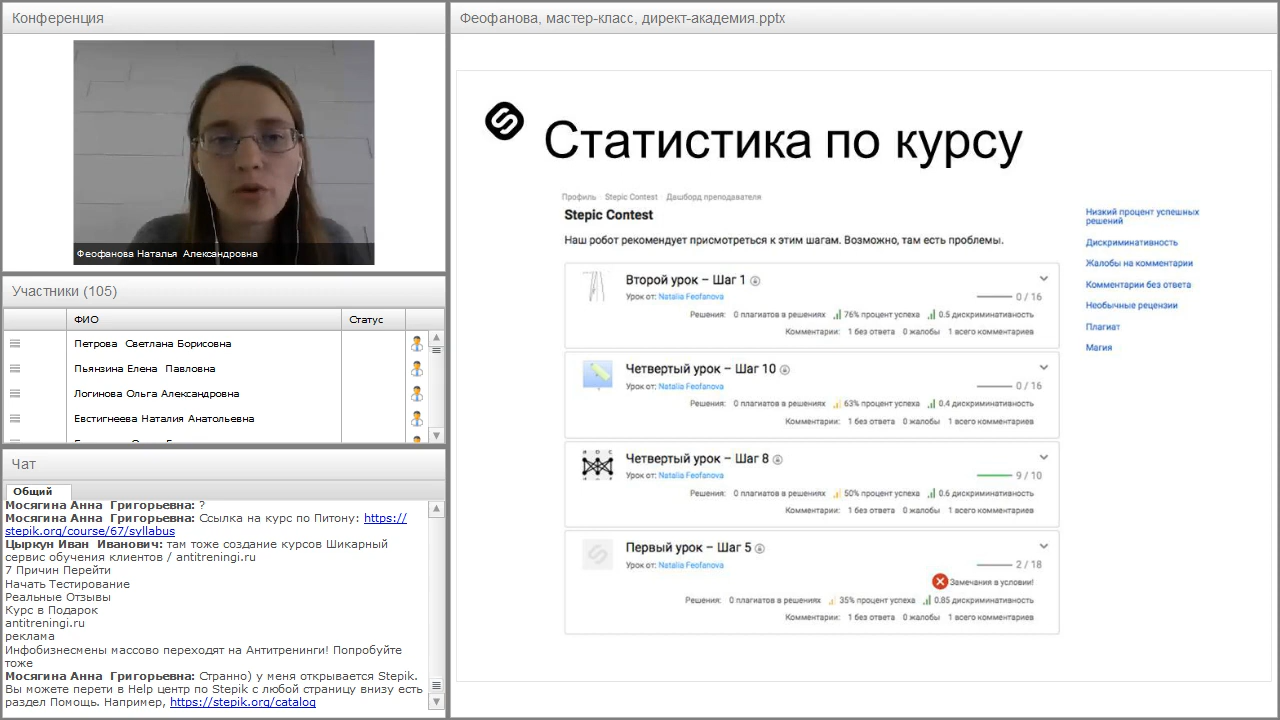 Конференция
Феофанова Наталья Александровна
Участники (105)
ФИО
Статус
Петрова Светлана Борисовна
Пынзина Елена Павловна
Логинова Ольга Александровна
Евстигнеева Наталия Анатольевна
Чат
Общий
Мосягина Анна Григорьевна: ?
Мосягина Анна Григорьевна: Ссылка на курс по Питону: https://
stepik.org/course/67/syllabus
Цыркун Иван Иванович: там тоже создание курсов Шикарный
сервис обучения клиентов / antitreningi.ru
7 Причин Перейти
Начать Тестирование
Реальные Отзывы
Курс в Подарок
antitreningi.ru
реклама
Инфобизнесмены массово переходят на Антитренинги! Попробуйте
тоже
Мосягина Анна Григорьевна: Странно) у меня открывается Stepik.
Вы можете перети в Help центр по Stepik с любой страницу внизу есть
раздел Помощь. Например, https://stepik.org/catalog
Феофанова, мастер-класс, директ-академия.pptx
Статистика по курсу
Профиль Stepic Contest Дашборд преподавателя
Stepic Contest
Наш робот рекомендует присмотреться к этим шагам. Возможно, там есть проблемы.
Второй урок – Шаг 1
Урок от: Natalia Feofanova
0 / 16
Решения: 0 плагиатов в решениях 76% процент успеха 0.5 дискриминативность
Комментарии: 1 без ответа 0 жалобы 1 всего комментариев
Четвертый урок – Шаг 10
Урок от: Natalia Feofanova
0 / 16
Решения: 0 плагиатов в решениях 63% процент успеха 0.4 дискриминативность
Комментарии: 1 без ответа 0 жалобы 1 всего комментариев
Четвертый урок – Шаг 8
Урок от: Natalia Feofanova
9 / 10
Решения: 0 плагиатов в решениях 50% процент успеха 0.6 дискриминативность
Комментарии: 1 без ответа 0 жалобы 1 всего комментариев
Первый урок – Шаг 5
Урок от: Natalia Feofanova
2 / 18
Замечания в условии!
Решения: 0 плагиатов в решениях 35% процент успеха 0.85 дискриминативность
Комментарии: 1 без ответа 0 жалобы 1 всего комментариев
Низкий процент успешных
решений
Дискриминативность
Жалобы на комментарии
Комментарии без ответа
Необычные рецензии
Плагиат
Магия